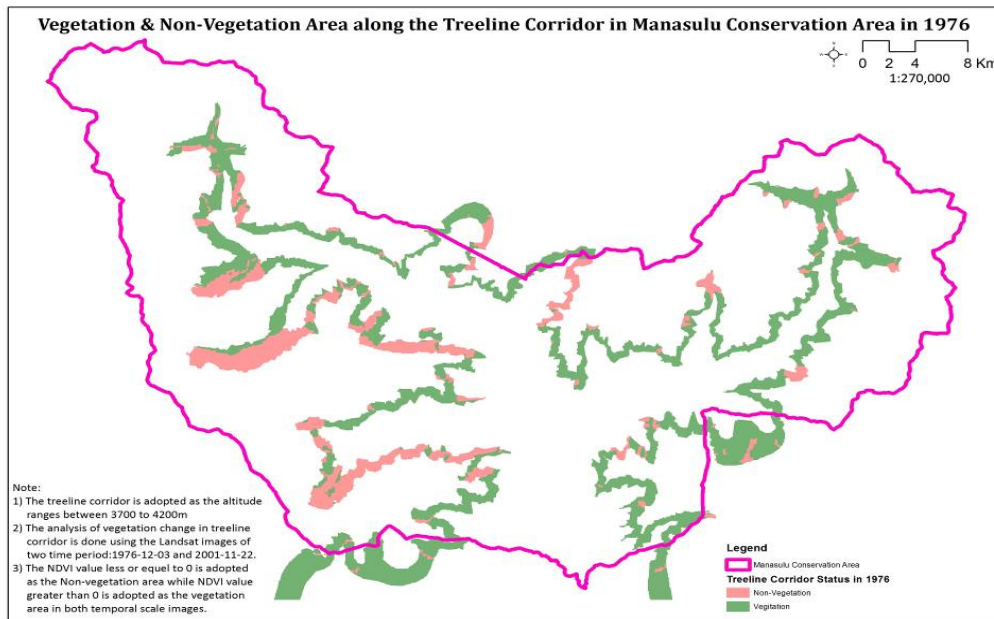 Vegetation & Non-Vegetation Area along the Treeline Corridor in Manasulu Conservation Area in 1976
0 2 4 8 Km
1:270,000
Note:
1) The treeline corridor is adopted as the altitude
ranges between 3700 to 4200m
2) The analysis of vegetation change in treeline
corridor is done using the Landsat images of
two time period:1976-12-03 and 2001-11-22.
3) The NDVI value less or equal to 0 is adopted
as the Non-vegetation area while NDVI value
greater than 0 is adopted as the vegetation
area in both temporal scale images.
Legend
Manasulu Conservation Area
Treeline Corridor Status in 1976
Non-Vegetation
Vegitation